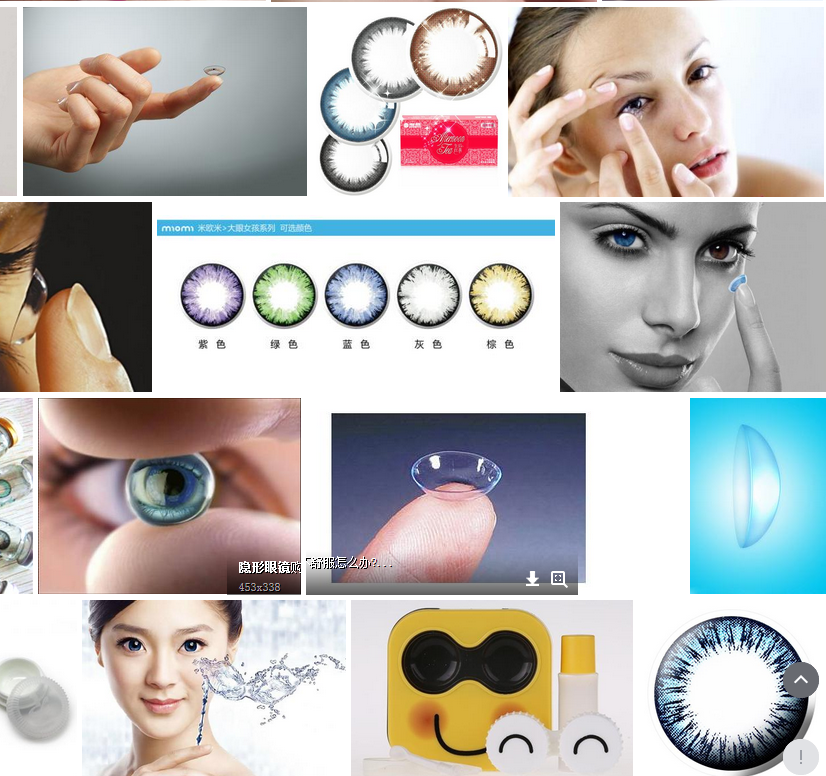 miomi 米欧米>大眼女孩系列 可选颜色
紫 色
绿 色
蓝 色
灰 色
棕 色
隐形眼镜
舒服怎么办?...
453x338